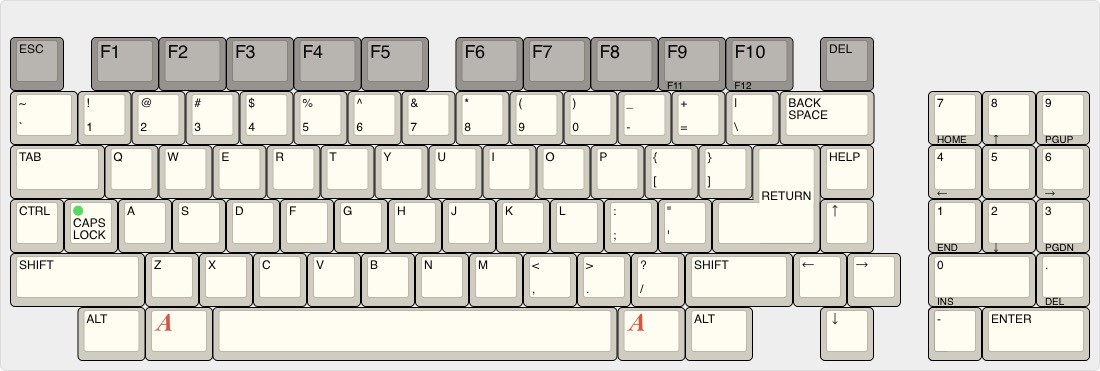 ESC F1 F2 F3 F4 F5 F6 F7 F8 F9 F10 DEL
F11 F12
~ ! @ # $ % ^ & * ( ) _ + | BACK SPACE 7 8 9
` 1 2 3 4 5 6 7 8 9 0 - = \ HOME ↑ PGUP
TAB Q W E R T Y U I O P { } HELP 4 5 6
[ ] RETURN ← →
CTRL CAPS LOCK A S D F G H J K L : " ↑ 1 2 3
; ' END ↓ PGDN
SHIFT Z X C V B N M < > ? SHIFT ← → 0 .
, . / INS DEL
ALT A A ALT ↓ - ENTER